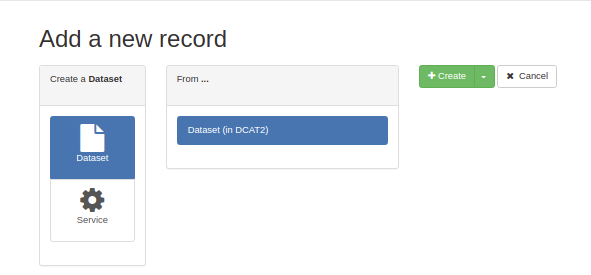 Add a new record
Create a Dataset
From ...
Create
Cancel
Dataset
Dataset (in DCAT2)
Service